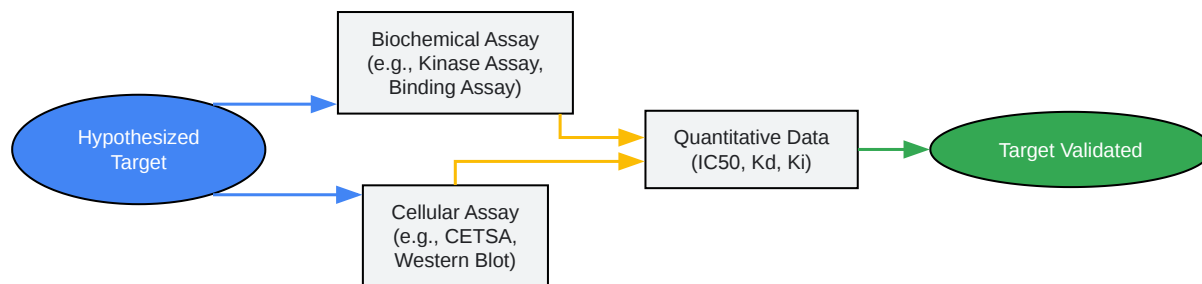 Hypothesized
Target
Biochemical Assay
(e.g., Kinase Assay,
Binding Assay)
Cellular Assay
(e.g., CETSA,
Western Blot)
Quantitative Data
(IC50, Kd, Ki)
Target Validated